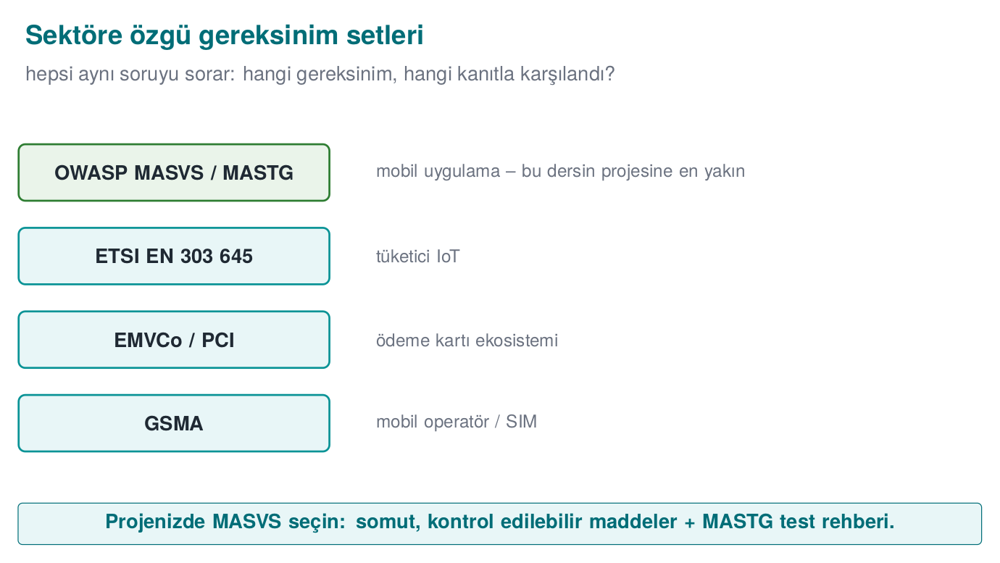 Sektöre özgü gereksinim setleri
hepsi aynı soruyu sorar: hangi gereksinim, hangi kanıtla karşılandı?
OWASP MASVS / MASTG
mobil uygulama – bu dersin projesine en yakın
ETSI EN 303 645
tüketici IoT
EMVCo / PCI
ödeme kartı ekosistemi
GSMA
mobil operatör / SIM
Projenizde MASVS seçin: somut, kontrol edilebilir maddeler + MASTG test rehberi.